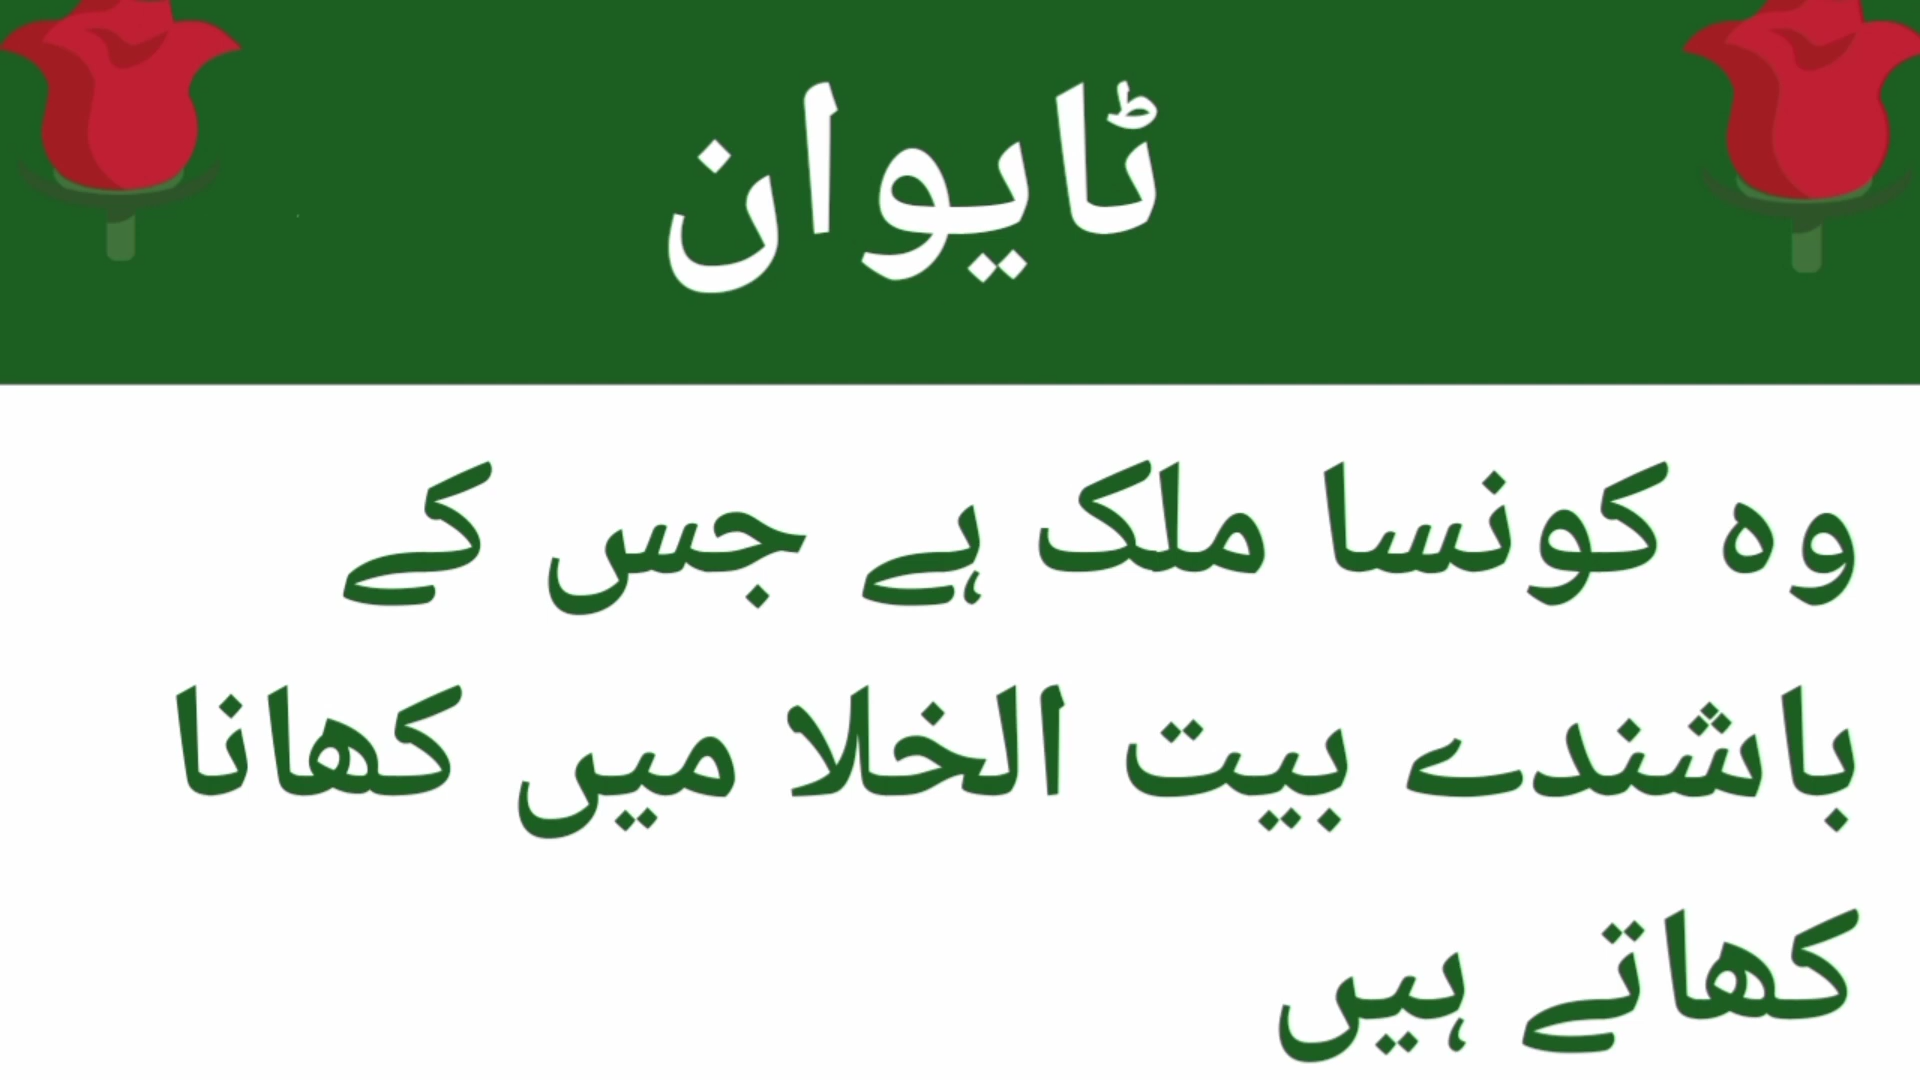 ٹایوان
وہ کونسا ملک ہے جس کے
باشندے بیت الخلا میں کھانا
کھاتے ہیں